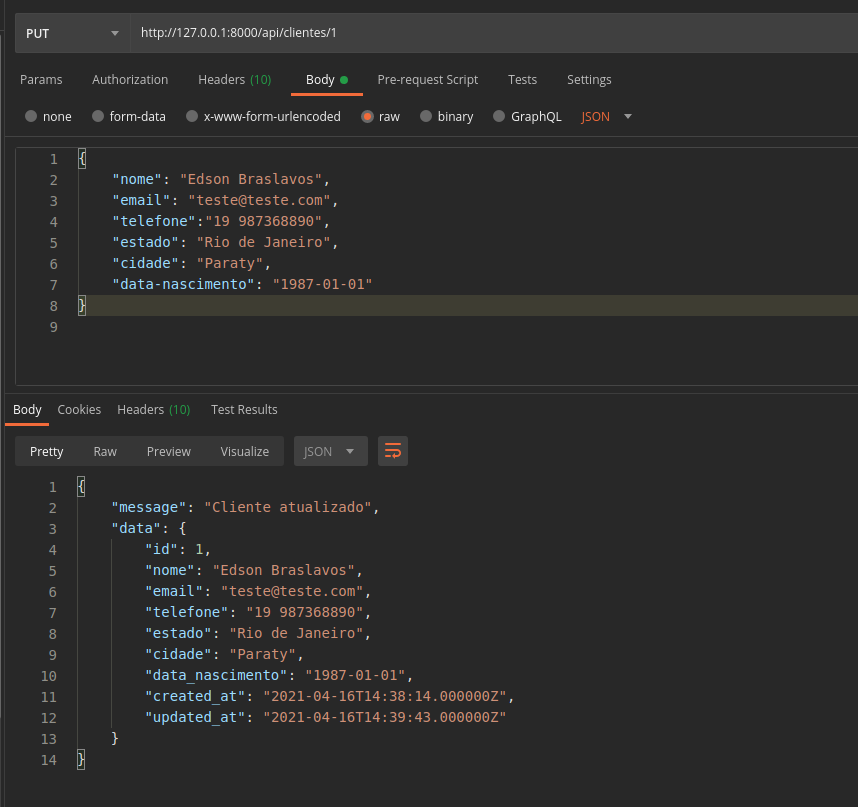 PUT http://127.0.0.1:8000/api/clientes/1
Params Authorization Headers (10) Body Pre-request Script Tests Settings
none form-data x-www-form-urlencoded raw binary GraphQL JSON
1 {
2 "nome": "Edson Braslavos",
3 "email": "teste@teste.com",
4 "telefone":"19 987368890",
5 "estado": "Rio de Janeiro",
6 "cidade": "Paraty",
7 "data-nascimento": "1987-01-01"
8 }
9
Body Cookies Headers (10) Test Results
Pretty Raw Preview Visualize JSON
1 {
2 "message": "Cliente atualizado",
3 "data": {
4 "id": 1,
5 "nome": "Edson Braslavos",
6 "email": "teste@teste.com",
7 "telefone": "19 987368890",
8 "estado": "Rio de Janeiro",
9 "cidade": "Paraty",
10 "data_nascimento": "1987-01-01",
11 "created_at": "2021-04-16T14:38:14.000000Z",
12 "updated_at": "2021-04-16T14:39:43.000000Z"
13 }
14 }